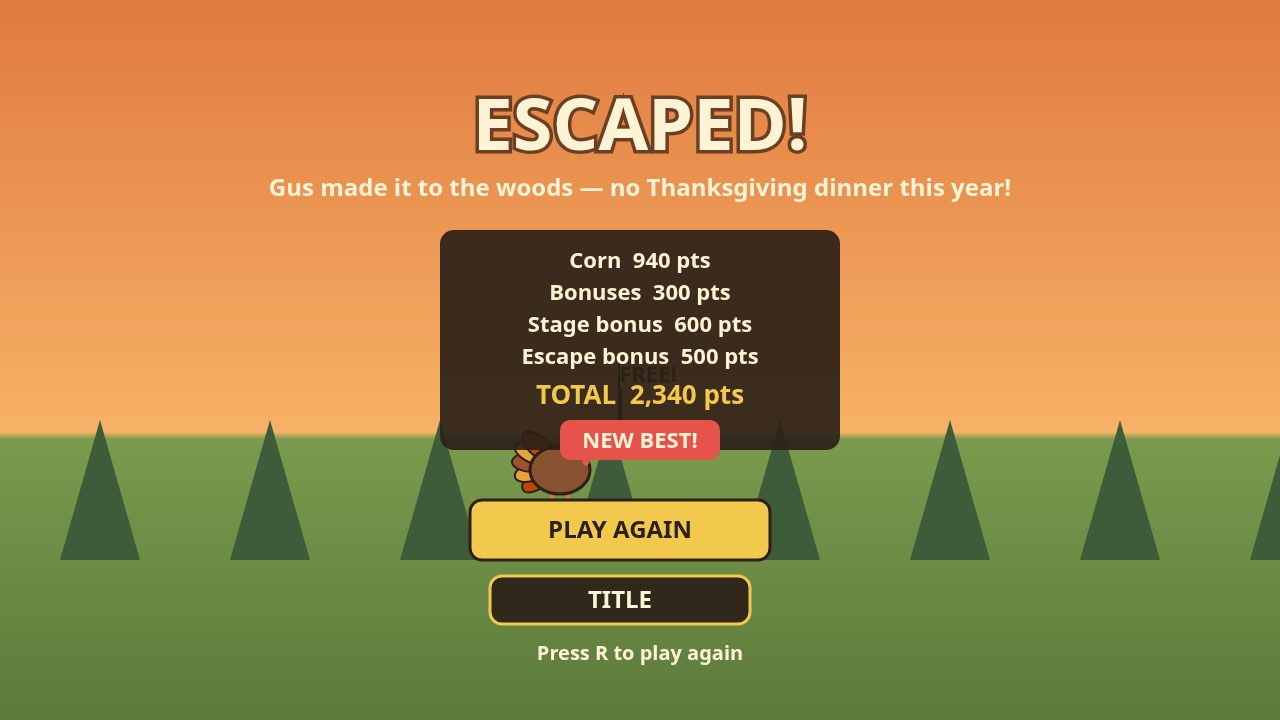 ESCAPED!
Gus made it to the woods — no Thanksgiving dinner this year!
Corn 940 pts
Bonuses 300 pts
Stage bonus 600 pts
Escape bonus 500 pts
FREE!
TOTAL 2,340 pts
NEW BEST!
PLAY AGAIN
TITLE
Press R to play again